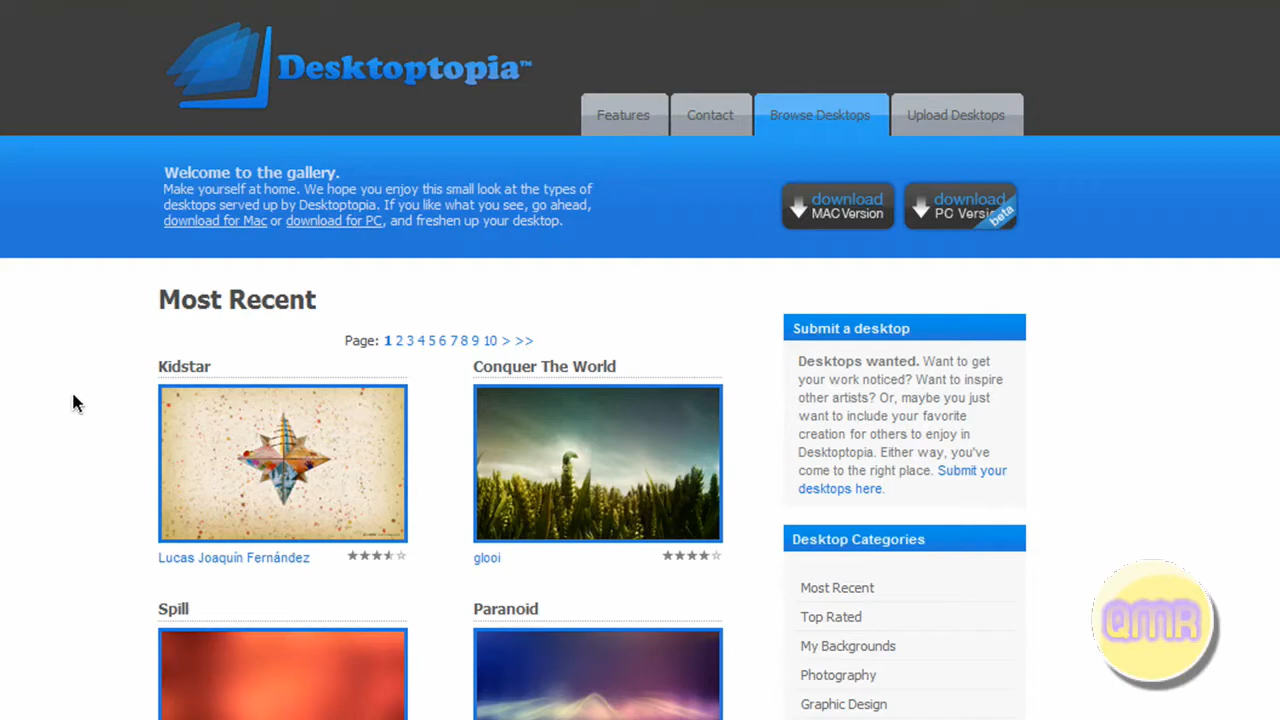 Desktoptopia™
Features
Contact
Browse Desktops
Upload Desktops
Welcome to the gallery.
Make yourself at home. We hope you enjoy this small look at the types of
desktops served up by Desktoptopia. If you like what you see, go ahead,
download for Mac or download for PC, and freshen up your desktop.
download
MAC Version
download
PC Version
beta
Most Recent
Page: 1 2 3 4 5 6 7 8 9 10 > >>
Kidstar
Lucas Joaquín Fernández
Conquer The World
glooi
Spill
Paranoid
Submit a desktop
Desktops wanted. Want to get
your work noticed? Want to inspire
other artists? Or, maybe you just
want to include your favorite
creation for others to enjoy in
Desktoptopia. Either way, you've
come to the right place. Submit your
desktops here.
Desktop Categories
Most Recent
Top Rated
My Backgrounds
Photography
Graphic Design
QMR